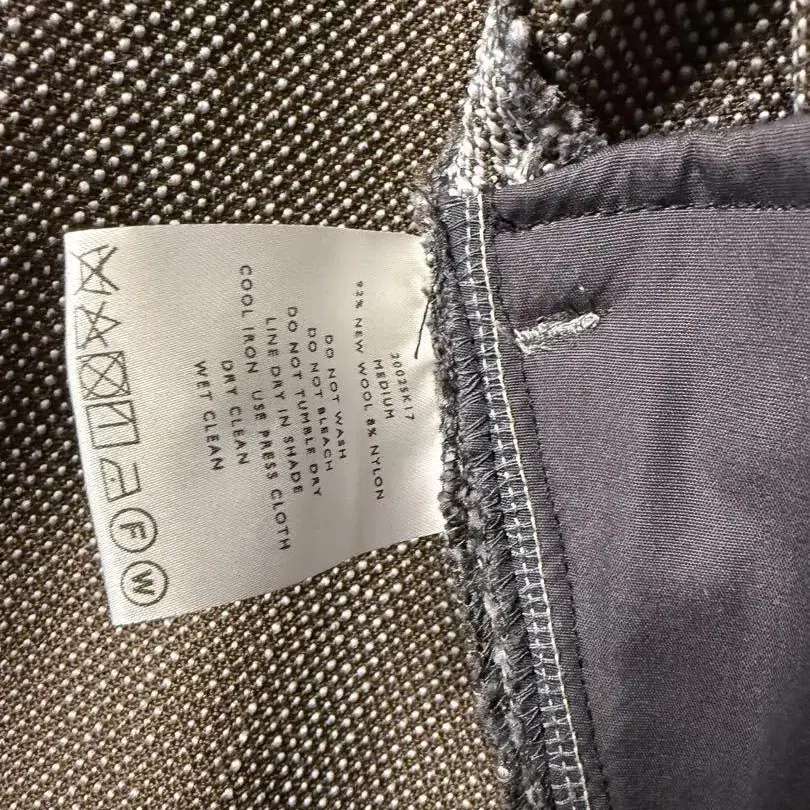 2002SK17
MEDIUM
92% NEW WOOL 8% NYLON
DO NOT WASH
DO NOT BLEACH
DO NOT TUMBLE DRY
LINE DRY IN SHADE
COOL IRON USE PRESS CLOTH
DRY CLEAN
WET CLEAN
F
W